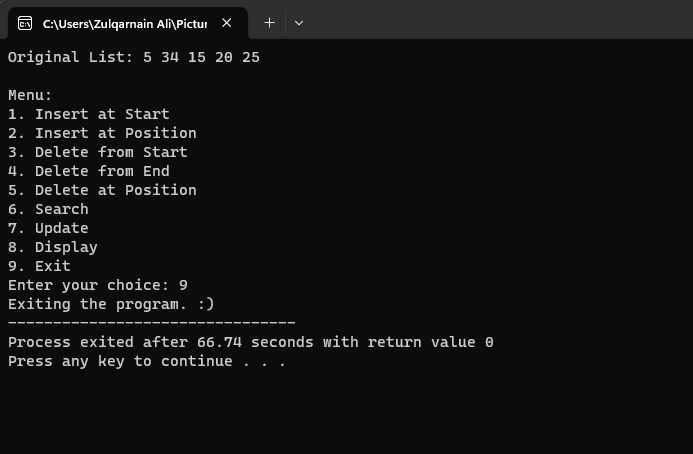 C:\Users\Zulqarnain Ali\Pictur
Original List: 5 34 15 20 25
Menu:
1. Insert at Start
2. Insert at Position
3. Delete from Start
4. Delete from End
5. Delete at Position
6. Search
7. Update
8. Display
9. Exit
Enter your choice: 9
Exiting the program. :)
--------------------------------
Process exited after 66.74 seconds with return value 0
Press any key to continue . . .